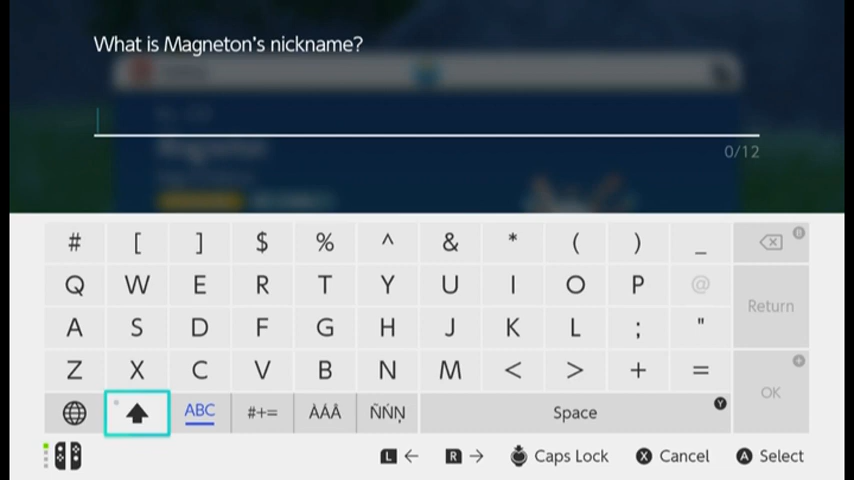 What is Magneton's nickname?
0/12
# [ ] $ % ^ & * ( ) _ B
Q W E R T Y U I O P @ Return
A S D F G H J K L ; "
Z X C V B N M < > + = + OK
ABC #+= ÀÁÂ ÑŃŅ Space Y
L ← R → Caps Lock X Cancel A Select